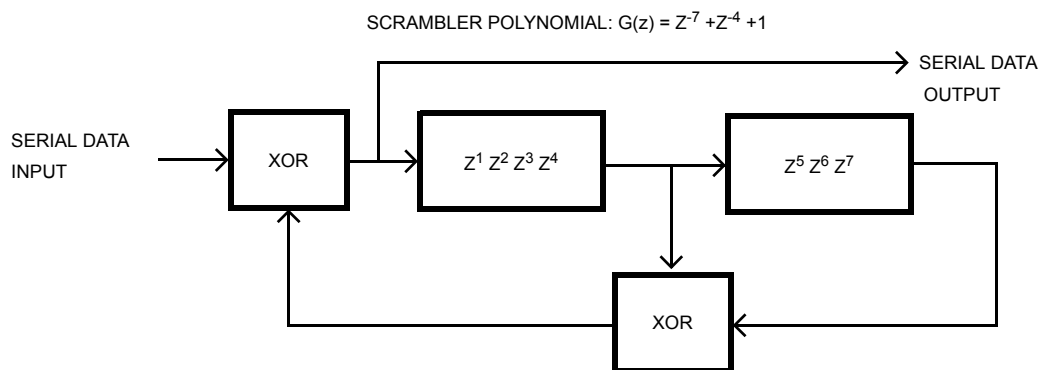 SCRAMBLER POLYNOMIAL: G(z) = Z⁻⁷ +Z⁻⁴ +1
SERIAL DATA
OUTPUT
SERIAL DATA
INPUT
XOR
Z¹ Z² Z³ Z⁴
Z⁵ Z⁶ Z⁷
XOR